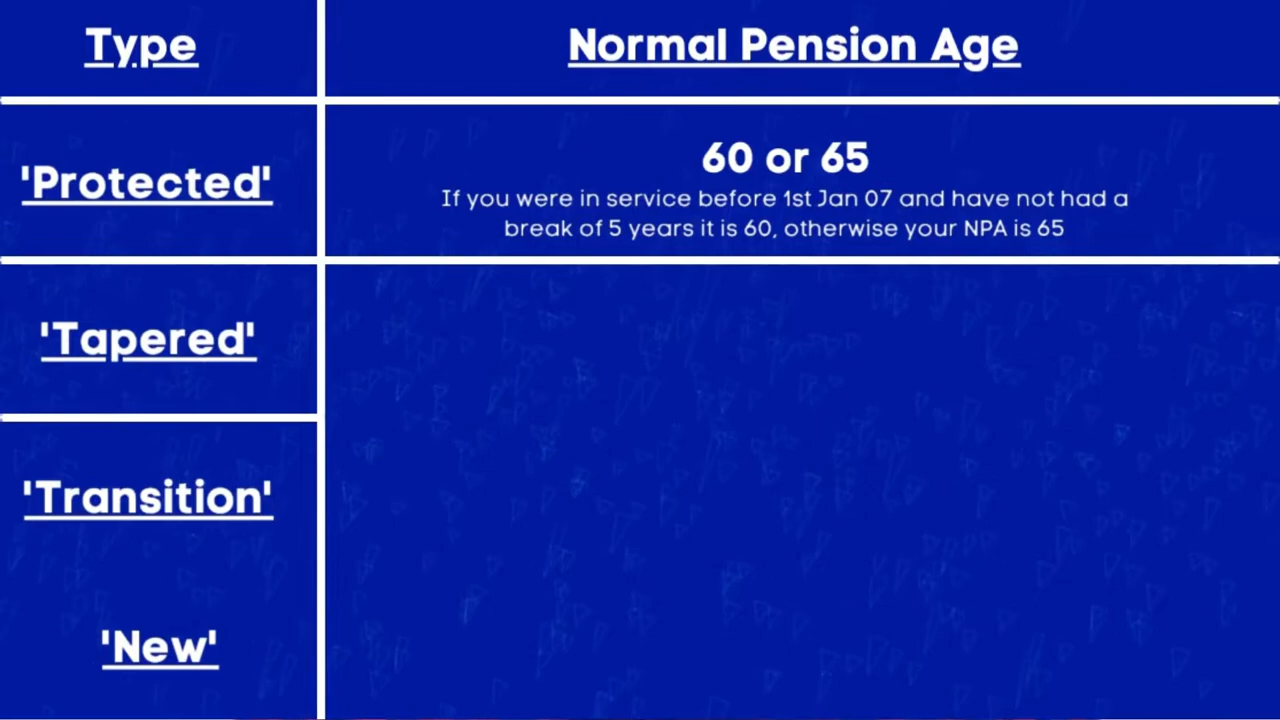 Type
Normal Pension Age
'Protected'
60 or 65
If you were in service before 1st Jan 07 and have not had a
break of 5 years it is 60, otherwise your NPA is 65
'Tapered'
'Transition'
'New'